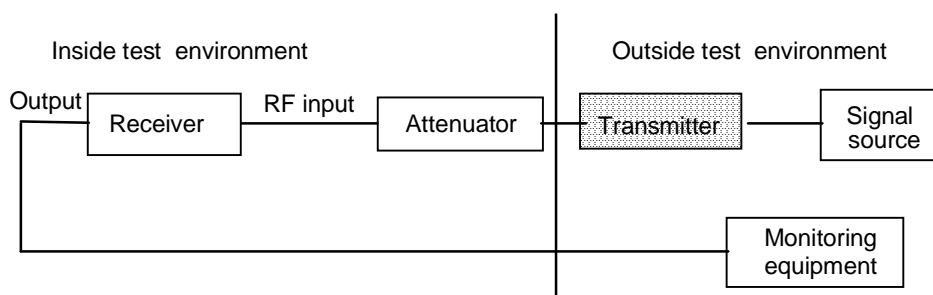 Inside test environment
Outside test environment
Output
RF input
Receiver
Attenuator
Transmitter
Signal
source
Monitoring
equipment